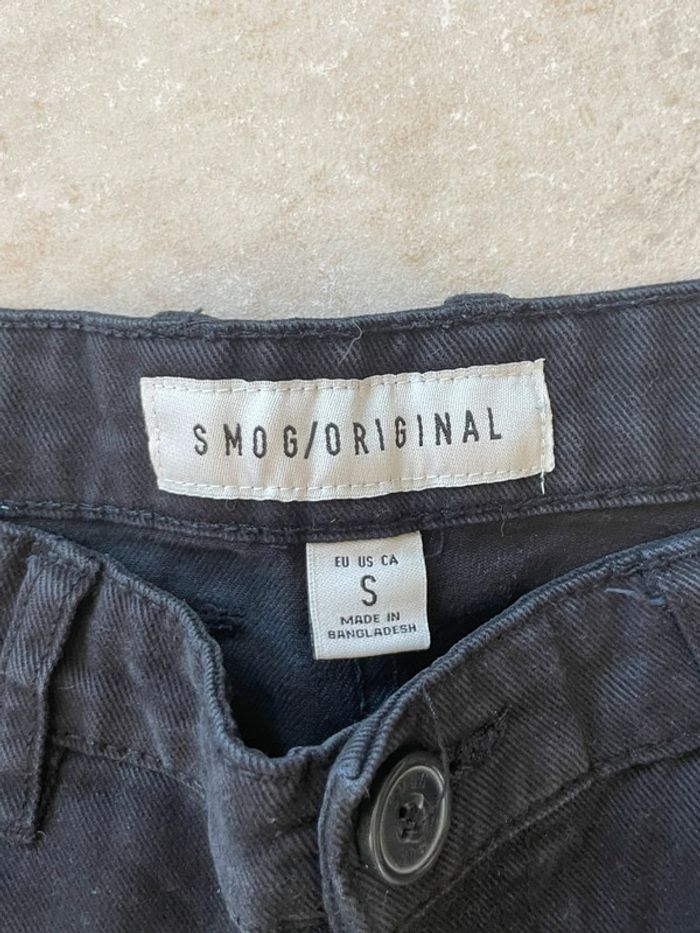 SMOG/ORIGINAL
EU US CA
S
MADE IN
BANGLADESH